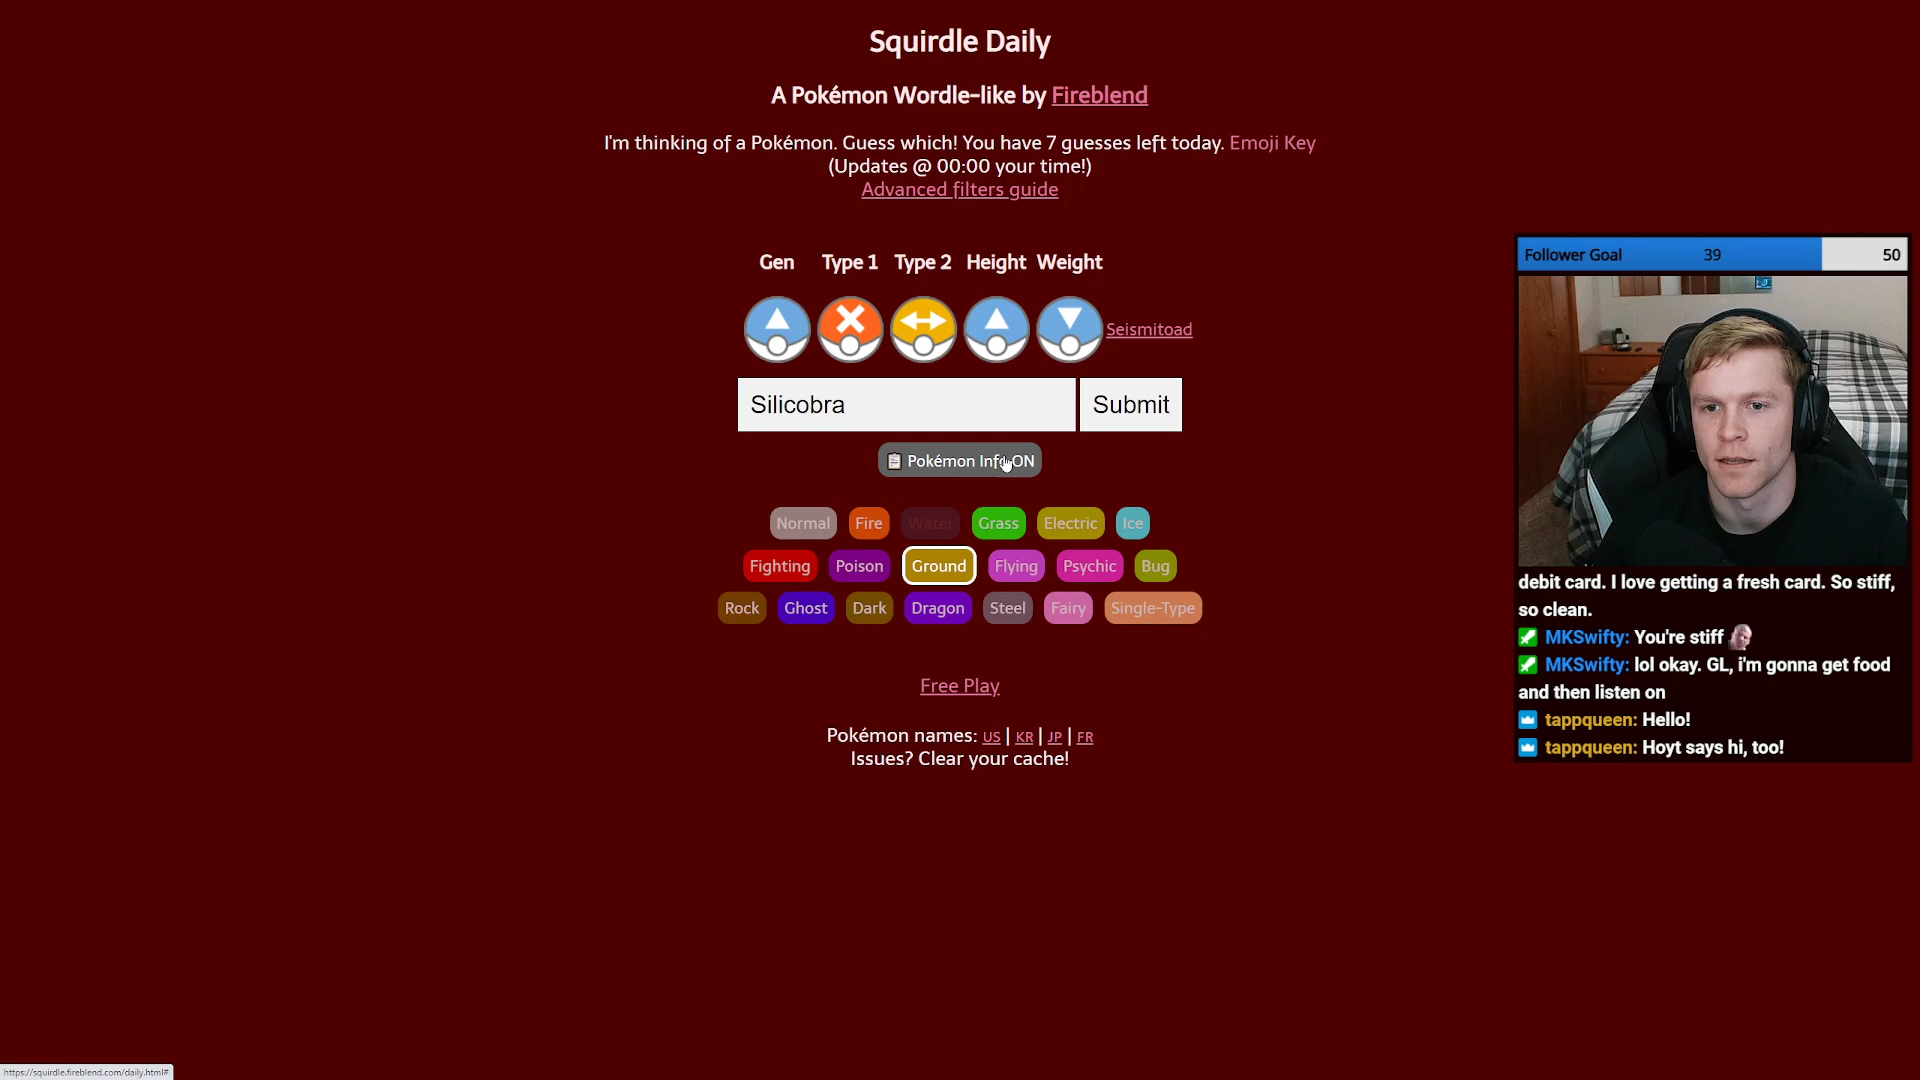 Squirdle Daily
A Pokémon Wordle-like by Fireblend
I'm thinking of a Pokémon. Guess which! You have 7 guesses left today. Emoji Key
(Updates @ 00:00 your time!)
Advanced filters guide
Gen Type 1 Type 2 Height Weight
Seismitoad
Silicobra Submit
Pokémon Info ON
Normal Fire Water Grass Electric Ice
Fighting Poison Ground Flying Psychic Bug
Rock Ghost Dark Dragon Steel Fairy Single-Type
Free Play
Pokémon names: US | KR | JP | FR
Issues? Clear your cache!
Follower Goal 39 50
debit card. I love getting a fresh card. So stiff,
so clean.
MKSwifty: You're stiff
MKSwifty: lol okay. GL, i'm gonna get food
and then listen on
tappqueen: Hello!
tappqueen: Hoyt says hi, too!
https://squirdle.fireblend.com/daily.html#